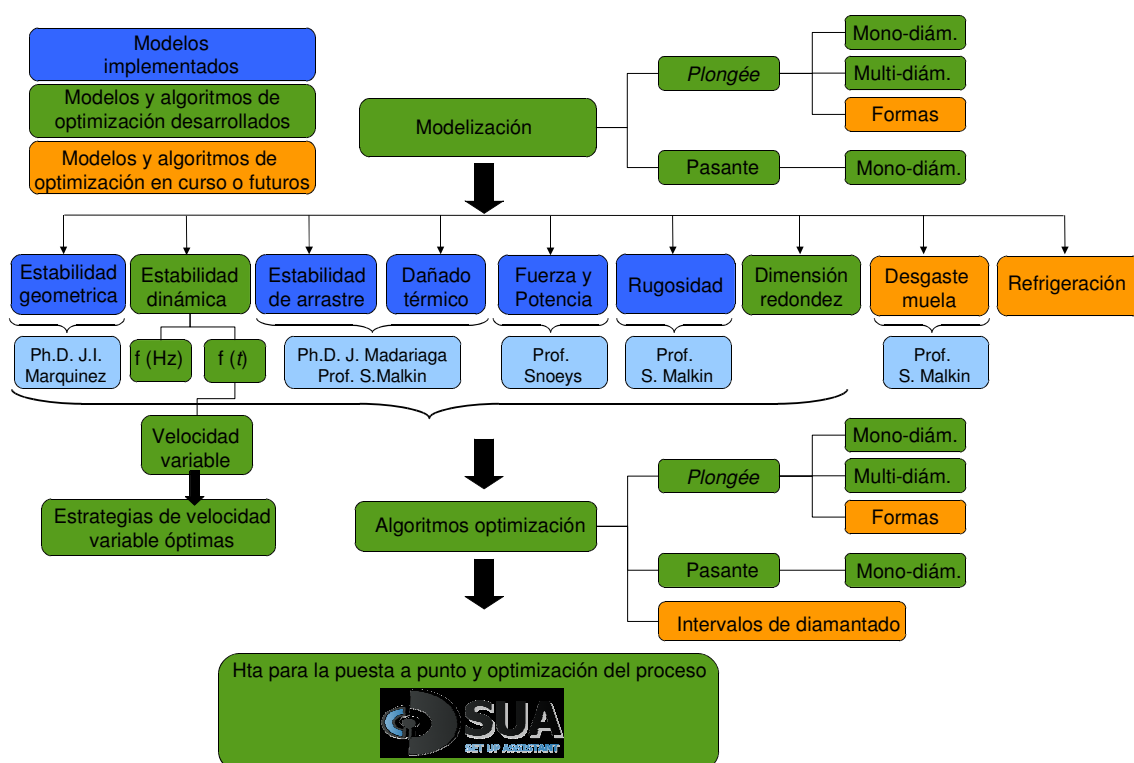 Modelos
implementados
Modelos y algoritmos de
optimización desarrollados
Modelos y algoritmos de
optimización en curso o futuros
Modelización
Plongée
Mono-diám.
Multi-diám.
Formas
Pasante
Mono-diám.
Estabilidad
geometrica
Estabilidad
dinámica
Estabilidad
de arrastre
Dañado
térmico
Fuerza y
Potencia
Rugosidad
Dimensión
redondez
Desgaste
muela
Refrigeración
Ph.D. J.I.
Marquinez
f (Hz)
f (t)
Ph.D. J. Madariaga
Prof. S.Malkin
Prof.
Snoeys
Prof.
S. Malkin
Prof.
S. Malkin
Velocidad
variable
Estrategias de velocidad
variable óptimas
Algoritmos optimización
Plongée
Mono-diám.
Multi-diám.
Formas
Pasante
Mono-diám.
Intervalos de diamantado
Hta para la puesta a punto y optimización del proceso
SUA
SET UP ASSISTANT